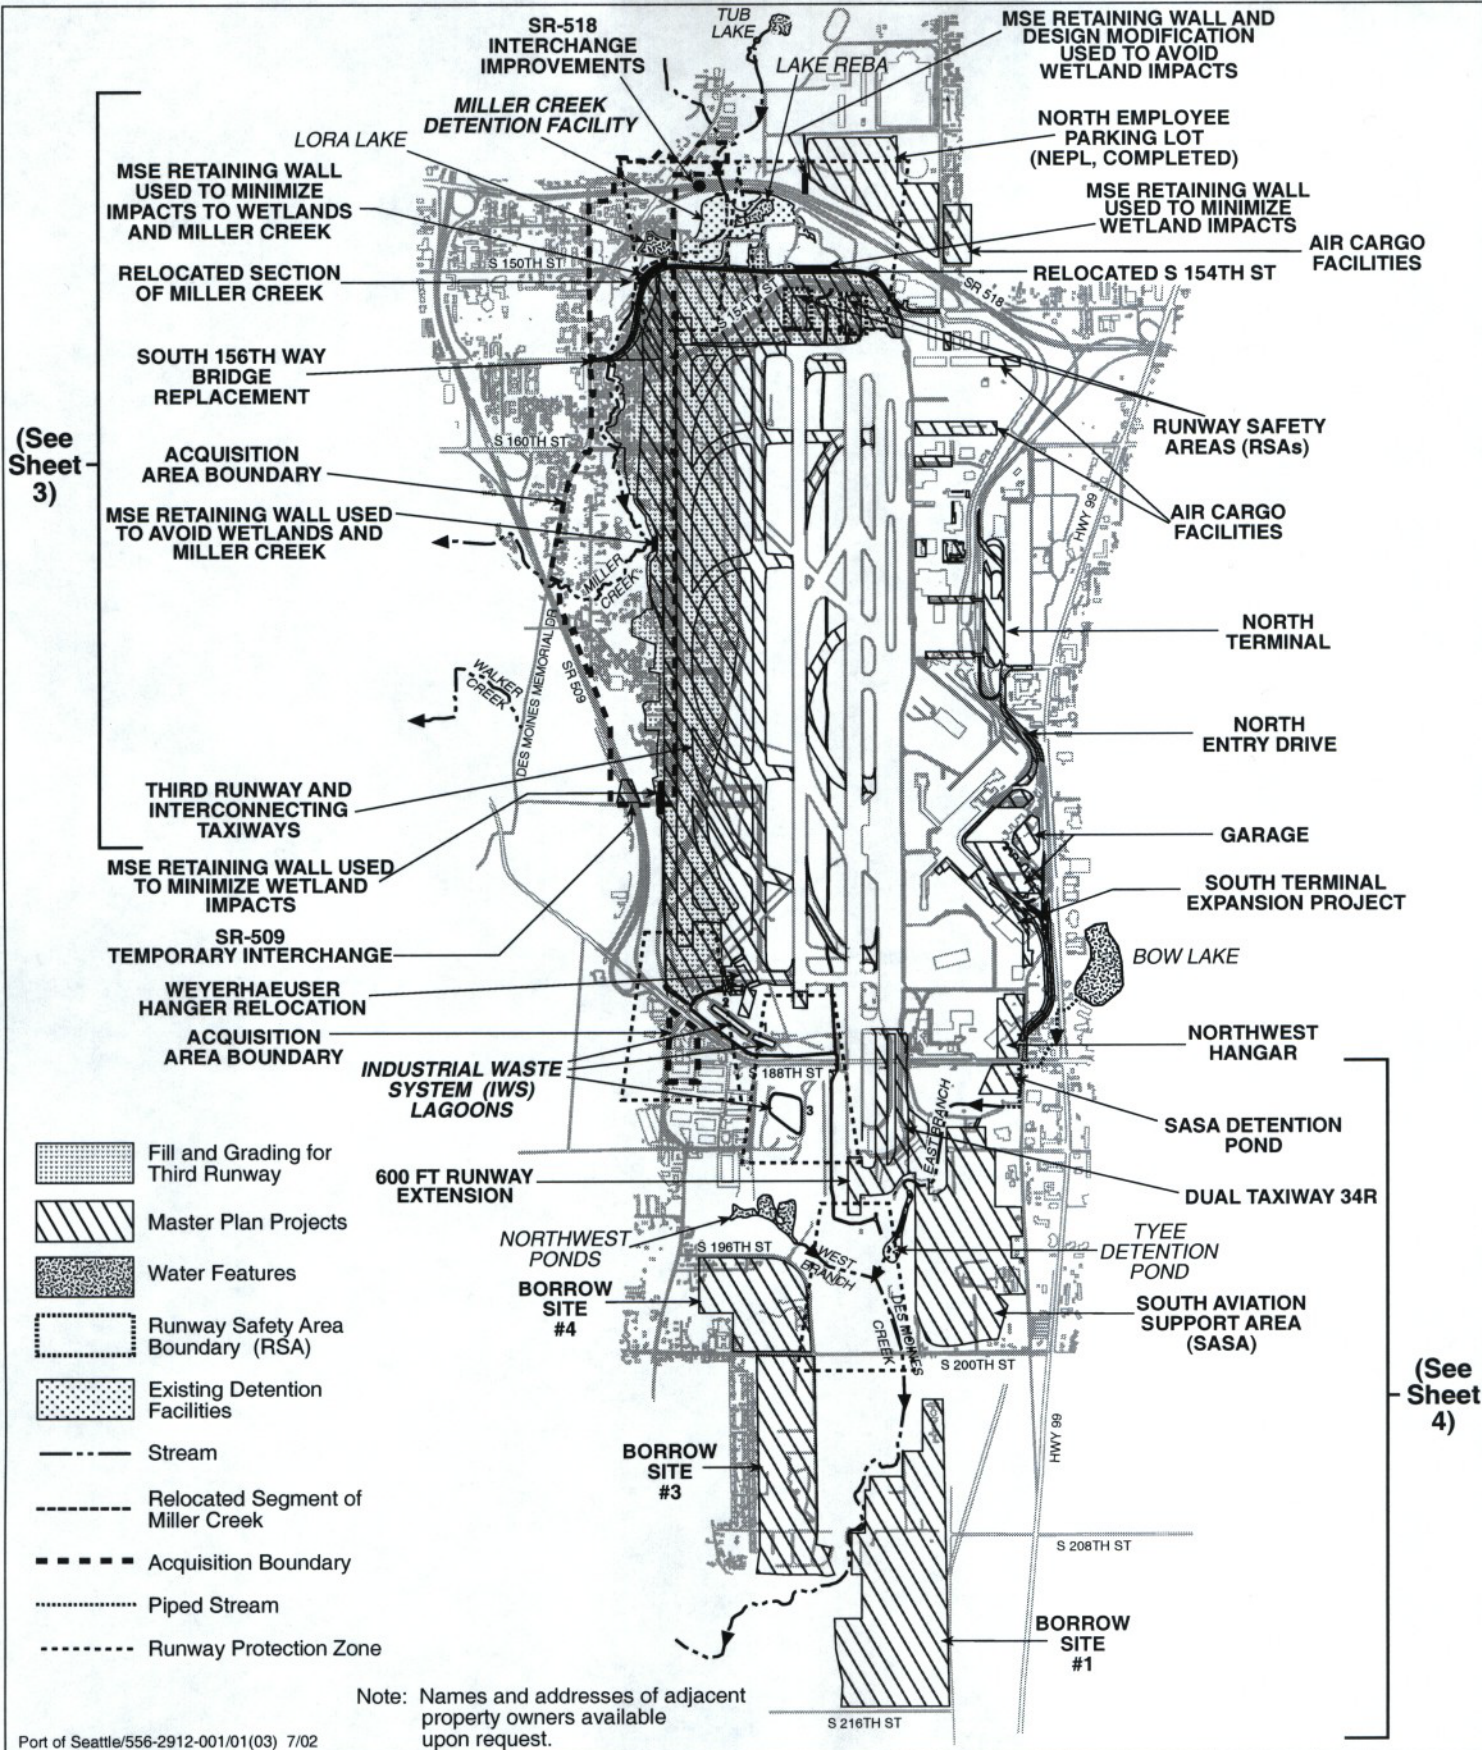 TUB
LAKE
SR-518
INTERCHANGE
IMPROVEMENTS
LAKE REBA
MSE RETAINING WALL AND
DESIGN MODIFICATION
USED TO AVOID
WETLAND IMPACTS
MILLER CREEK
DETENTION FACILITY
LORA LAKE
NORTH EMPLOYEE
PARKING LOT
(NEPL, COMPLETED)
MSE RETAINING WALL
USED TO MINIMIZE
IMPACTS TO WETLANDS
AND MILLER CREEK
MSE RETAINING WALL
USED TO MINIMIZE
WETLAND IMPACTS
AIR CARGO
FACILITIES
S 150TH ST
RELOCATED SECTION
OF MILLER CREEK
RELOCATED S 154TH ST
SR 518
S 154TH ST
SOUTH 156TH WAY
BRIDGE
REPLACEMENT
RUNWAY SAFETY
AREAS (RSAs)
(See
Sheet
3)
S 160TH ST
ACQUISITION
AREA BOUNDARY
AIR CARGO
FACILITIES
HWY 99
MSE RETAINING WALL USED
TO AVOID WETLANDS AND
MILLER CREEK
MILLER
CREEK
NORTH
TERMINAL
DES MOINES MEMORIAL DR
SR 509
WALKER
CREEK
NORTH
ENTRY DRIVE
THIRD RUNWAY AND
INTERCONNECTING
TAXIWAYS
GARAGE
MSE RETAINING WALL USED
TO MINIMIZE WETLAND
IMPACTS
SOUTH TERMINAL
EXPANSION PROJECT
SR-509
TEMPORARY INTERCHANGE
BOW LAKE
WEYERHAEUSER
HANGER RELOCATION
2
ACQUISITION
AREA BOUNDARY
NORTHWEST
HANGAR
INDUSTRIAL WASTE
SYSTEM (IWS)
LAGOONS
S 188TH ST
3
EAST BRANCH
SASA DETENTION
POND
600 FT RUNWAY
EXTENSION
DUAL TAXIWAY 34R
NORTHWEST
PONDS
S 196TH ST
WEST
BRANCH
TYEE
DETENTION
POND
BORROW
SITE
#4
DES MOINES
CREEK
SOUTH AVIATION
SUPPORT AREA
(SASA)
S 200TH ST
(See
Sheet
4)
HWY 99
BORROW
SITE
#3
S 208TH ST
BORROW
SITE
#1
S 216TH ST
Fill and Grading for
Third Runway
Master Plan Projects
Water Features
Runway Safety Area
Boundary (RSA)
Existing Detention
Facilities
Stream
Relocated Segment of
Miller Creek
Acquisition Boundary
Piped Stream
Runway Protection Zone
Note: Names and addresses of adjacent
property owners available
upon request.
Port of Seattle/556-2912-001/01(03) 7/02